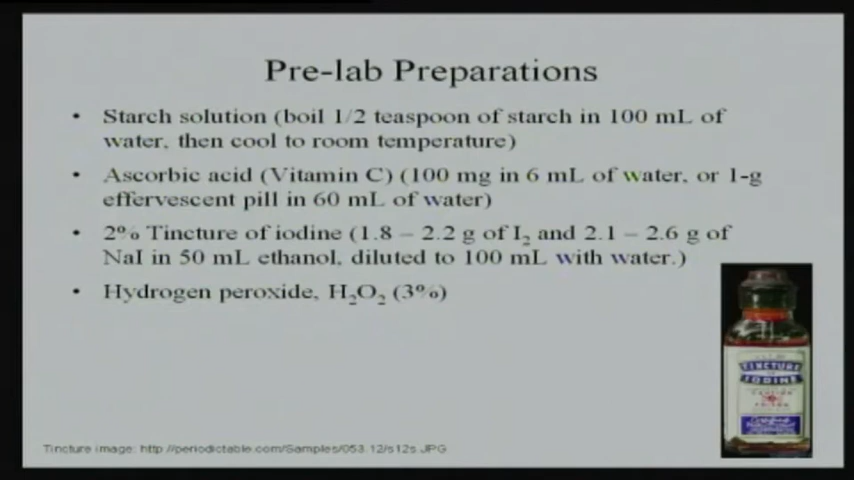 Pre-lab Preparations
• Starch solution (boil 1/2 teaspoon of starch in 100 mL of
water, then cool to room temperature)
• Ascorbic acid (Vitamin C) (100 mg in 6 mL of water, or 1-g
effervescent pill in 60 mL of water)
• 2% Tincture of iodine (1.8 – 2.2 g of I₂ and 2.1 – 2.6 g of
NaI in 50 mL ethanol, diluted to 100 mL with water.)
• Hydrogen peroxide, H₂O₂ (3%)
TINCTURE
IODINE
Tincture image: http://periodictable.com/Samples/053.12/s12s.JPG